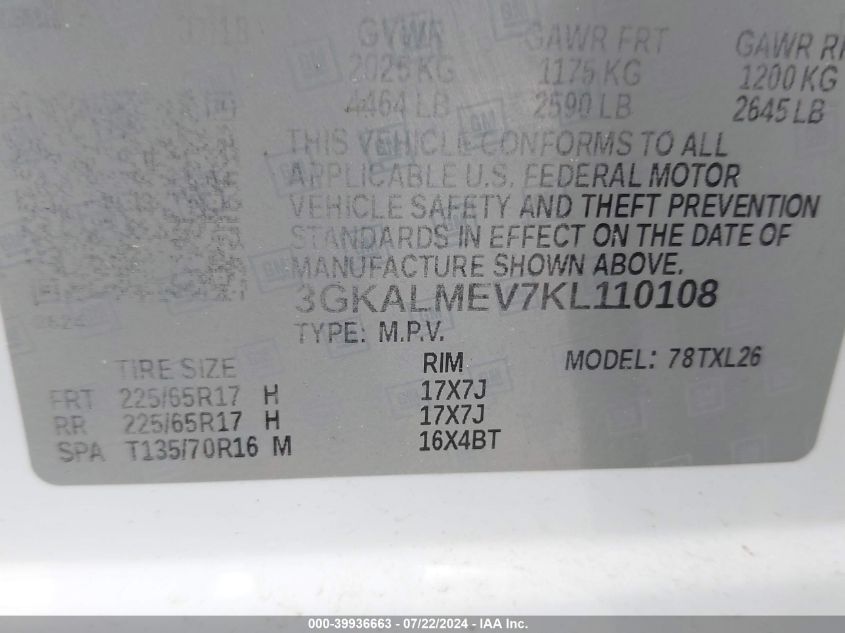 GVWR GAWR FRT GAWR RR
2025 KG 1175 KG 1200 KG
4464 LB 2590 LB 2645 LB
THIS VEHICLE CONFORMS TO ALL
APPLICABLE U.S. FEDERAL MOTOR
VEHICLE SAFETY AND THEFT PREVENTION
STANDARDS IN EFFECT ON THE DATE OF
MANUFACTURE SHOWN ABOVE.
3GKALMEV7KL110108
TYPE: M.P.V.
TIRE SIZE RIM MODEL: 78TXL26
FRT 225/65R17 H 17X7J
RR 225/65R17 H 17X7J
SPA T135/70R16 M 16X4BT
000-39936663 - 07/22/2024 - IAA Inc.